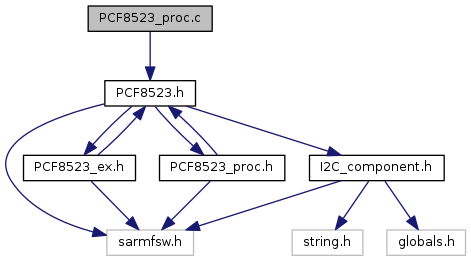 PCF8523_proc.c
PCF8523.h
PCF8523_ex.h
PCF8523_proc.h
I2C_component.h
sarmfsw.h
string.h
globals.h